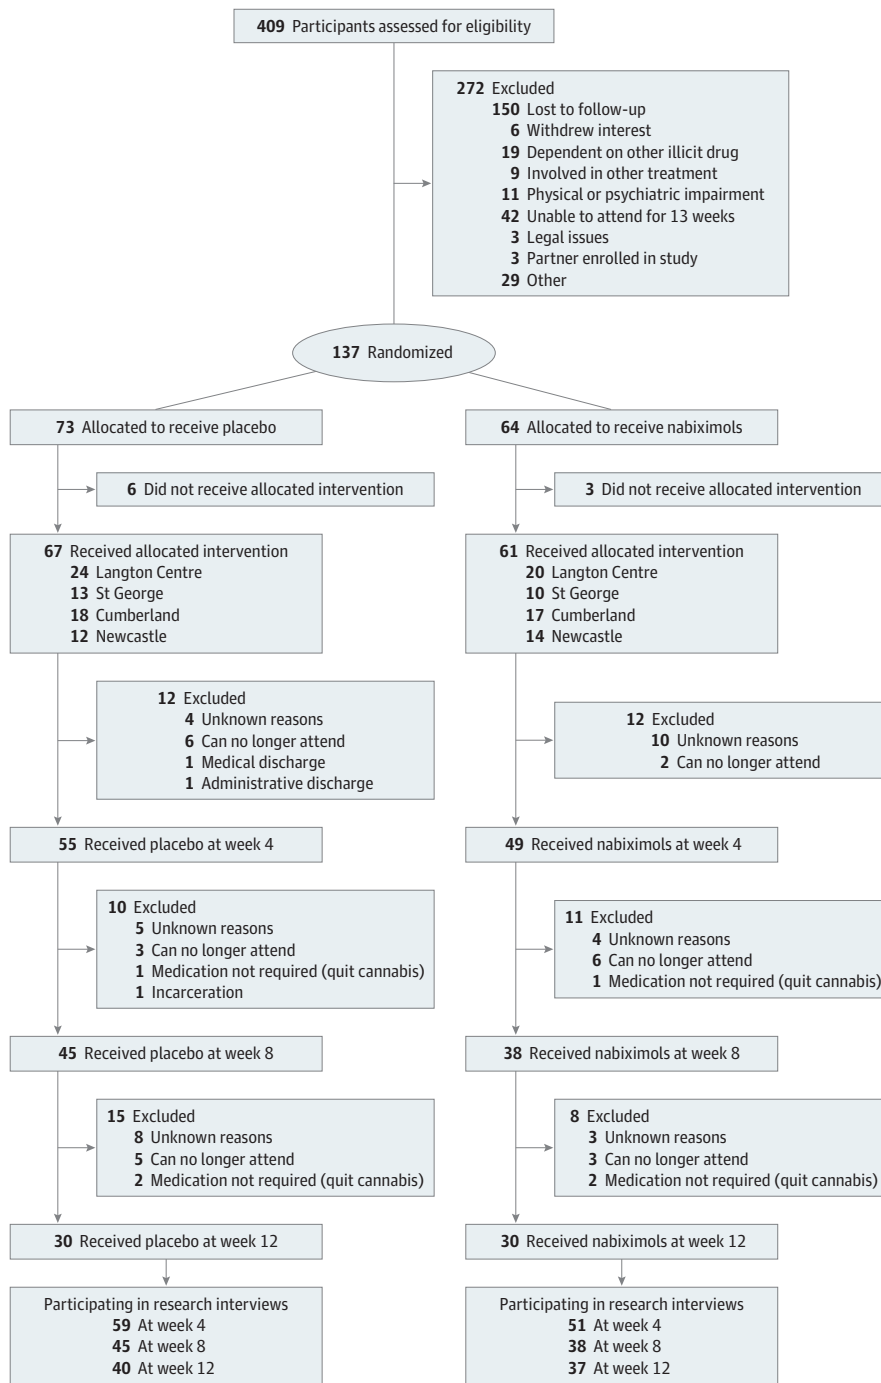 409 Participants assessed for eligibility
272 Excluded
150 Lost to follow-up
6 Withdrew interest
19 Dependent on other illicit drug
9 Involved in other treatment
11 Physical or psychiatric impairment
42 Unable to attend for 13 weeks
3 Legal issues
3 Partner enrolled in study
29 Other
137 Randomized
73 Allocated to receive placebo
6 Did not receive allocated intervention
67 Received allocated intervention
24 Langton Centre
13 St George
18 Cumberland
12 Newcastle
12 Excluded
4 Unknown reasons
6 Can no longer attend
1 Medical discharge
1 Administrative discharge
55 Received placebo at week 4
10 Excluded
5 Unknown reasons
3 Can no longer attend
1 Medication not required (quit cannabis)
1 Incarceration
45 Received placebo at week 8
15 Excluded
8 Unknown reasons
5 Can no longer attend
2 Medication not required (quit cannabis)
30 Received placebo at week 12
Participating in research interviews
59 At week 4
45 At week 8
40 At week 12
64 Allocated to receive nabiximols
3 Did not receive allocated intervention
61 Received allocated intervention
20 Langton Centre
10 St George
17 Cumberland
14 Newcastle
12 Excluded
10 Unknown reasons
2 Can no longer attend
49 Received nabiximols at week 4
11 Excluded
4 Unknown reasons
6 Can no longer attend
1 Medication not required (quit cannabis)
38 Received nabiximols at week 8
8 Excluded
3 Unknown reasons
3 Can no longer attend
2 Medication not required (quit cannabis)
30 Received nabiximols at week 12
Participating in research interviews
51 At week 4
38 At week 8
37 At week 12